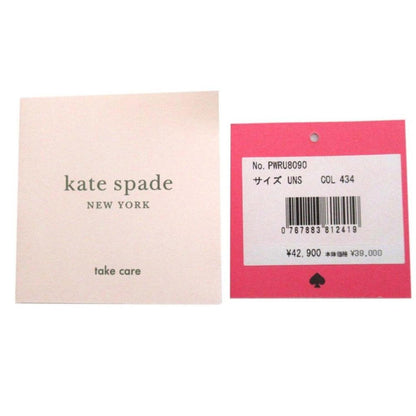 kate spade
NEW YORK
take care
No. PWRU8090
サイズ UNS COL 434
0 767883 812419
¥42,900 本体価格 ¥39,000